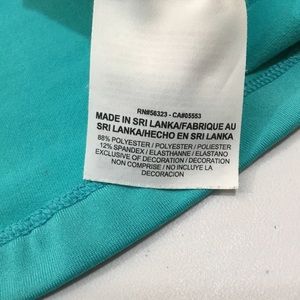 RN#56323 - CA#05553
MADE IN SRI LANKA/FABRIQUE AU
SRI LANKA/HECHO EN SRI LANKA
88% POLYESTER / POLYESTER / POLIESTER
12% SPANDEX / ELASTHANNE / ELASTANO
EXCLUSIVE OF DECORATION / DECORATION
NON COMPRISE / NO INCLUYE LA
DECORACION